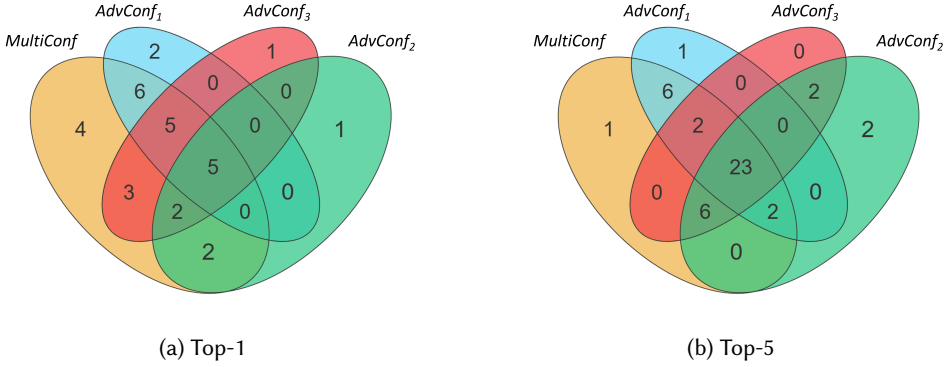 AdvConf1 AdvConf3
MultiConf AdvConf2
2 1
6 0 0
4 5 0 1
5
3 2 0 0
2
(a) Top-1
AdvConf1 AdvConf3
MultiConf AdvConf2
1 0
6 0 2
1 2 0 2
23
0 6 2 0
0
(b) Top-5